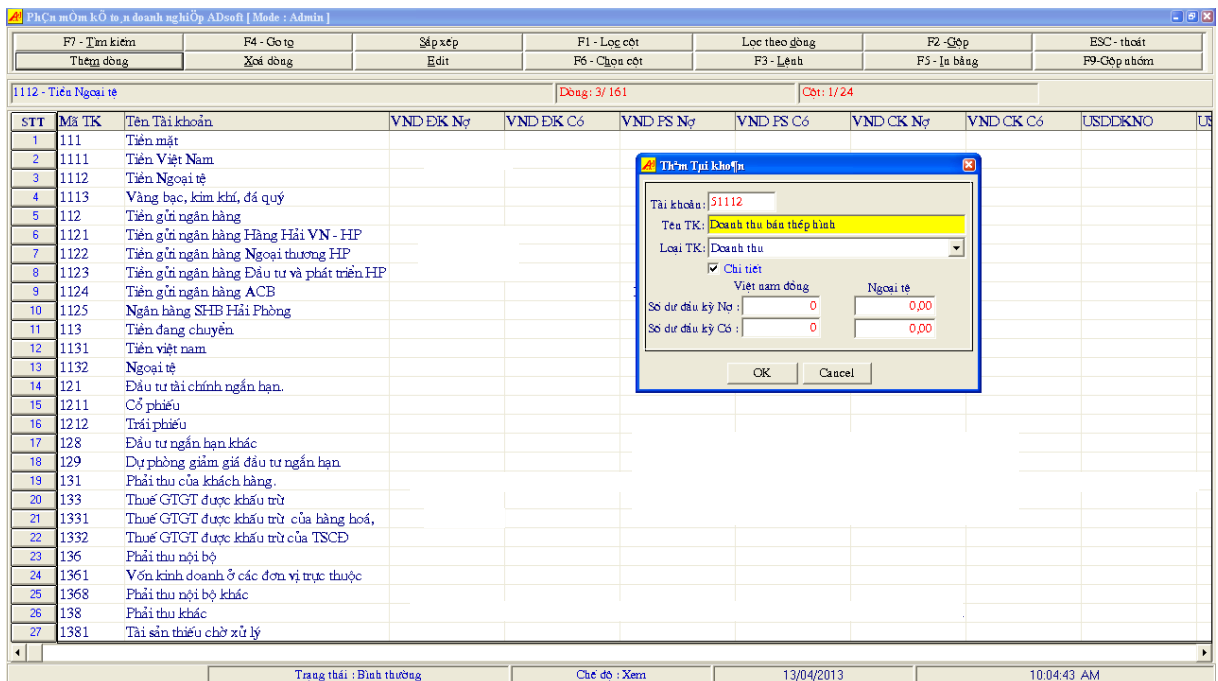 PhÇn mÒm kÕ to¸n doanh nghiÖp ADsoft [ Mode : Admin ]
F7 - Tìm kiếm F4 - Goto Sắp xếp F1 - Lọc cột Lọc theo dòng F2 -Gộp ESC - thoát
Thêm dòng Xoá dòng Edit F6 - Chọn cột F3 - Lệnh F5 - In bảng F9-Gộp nhóm
1112 - Tiền Ngoại tệ Dòng: 3/ 161 Cột: 1/ 24
STT Mã TK Tên Tài khoản VND ĐK Nợ VND ĐK Có VND PS Nợ VND PS Có VND CK Nợ VND CK Có USDDKNO
1 111 Tiền mặt
2 1111 Tiền Việt Nam
3 1112 Tiền Ngoại tệ
4 1113 Vàng bạc, kim khí, đá quý
5 112 Tiền gửi ngân hàng
6 1121 Tiền gửi ngân hàng Hàng Hải VN - HP
7 1122 Tiền gửi ngân hàng Ngoại thương HP
8 1123 Tiền gửi ngân hàng Đầu tư và phát triển HP
9 1124 Tiền gửi ngân hàng ACB
10 1125 Ngân hàng SHB Hải Phòng
11 113 Tiền đang chuyển
12 1131 Tiền việt nam
13 1132 Ngoại tệ
14 121 Đầu tư tài chính ngắn hạn.
15 1211 Cổ phiếu
16 1212 Trái phiếu
17 128 Đầu tư ngắn hạn khác
18 129 Dự phòng giảm giá đầu tư ngắn hạn
19 131 Phải thu của khách hàng.
20 133 Thuế GTGT được khấu trừ
21 1331 Thuế GTGT được khấu trừ của hàng hoá,
22 1332 Thuế GTGT được khấu trừ của TSCĐ
23 136 Phải thu nội bộ
24 1361 Vốn kinh doanh ở các đơn vị trực thuộc
25 1368 Phải thu nội bộ khác
26 138 Phải thu khác
27 1381 Tài sản thiếu chờ xử lý
Th²m Tµi kho¶n
Tài khoản: 51112
Tên TK: Doanh thu bán thép hình
Loại TK: Doanh thu
Chi tiết
Việt nam đồng Ngoại tệ
Số dư đầu kỳ Nợ : 0 0,00
Số dư đầu kỳ Có : 0 0,00
OK Cancel
Trạng thái : Bình thường Chế độ : Xem 13/04/2013 10:04:43 AM